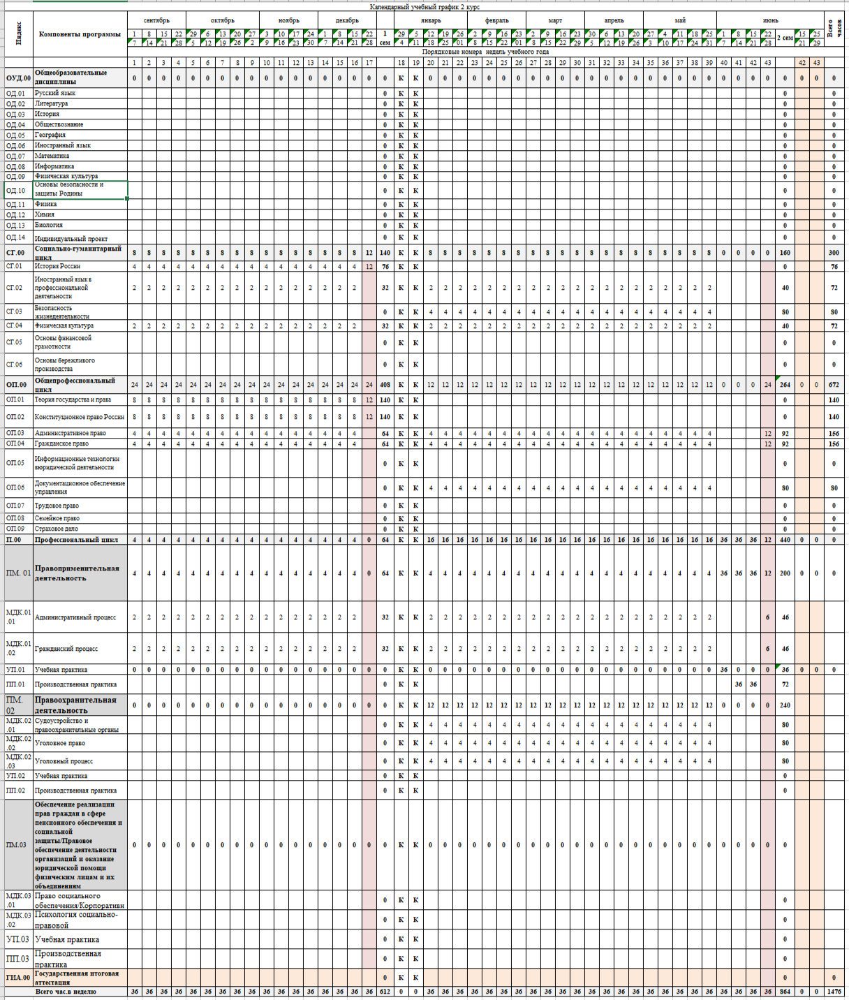 Календарный учебный график 2 курс
Индекс Компоненты программы сентябрь октябрь ноябрь декабрь январь февраль март апрель май июнь Всего часов
1 8 15 22 29 6 13 20 27 3 10 17 24 1 8 15 22 1 сем 29 5 12 19 26 2 9 16 23 2 9 16 23 30 6 13 20 27 4 11 18 25 1 8 15 22 2 сем 15 25
7 14 21 28 5 12 19 26 2 9 16 23 30 7 14 21 28 4 11 18 25 01 8 15 22 01 8 15 22 29 5 12 19 26 3 10 17 24 31 7 14 21 28 21 29
Порядковые номера недель учебного года
1 2 3 4 5 6 7 8 9 10 11 12 13 14 15 16 17 18 19 20 21 22 23 24 25 26 27 28 29 30 31 32 33 34 35 36 37 38 39 40 41 42 43 42 43
ОУД.00 Общеобразовательные дисциплины 0 0 0 0 0 0 0 0 0 0 0 0 0 0 0 0 0 0 К К 0 0 0 0 0 0 0 0 0 0 0 0 0 0 0 0 0 0 0 0 0 0 0 0 0 0 0 0
ОД.01 Русский язык 0 К К 0 0
ОД.02 Литература 0 К К 0 0
ОД.03 История 0 К К 0 0
ОД.04 Обществознание 0 К К 0 0
ОД.05 География 0 К К 0 0
ОД.06 Иностранный язык 0 К К 0 0
ОД.07 Математика 0 К К 0 0
ОД.08 Информатика 0 К К 0 0
ОД.09 Физическая культура 0 К К 0 0
ОД.10 Основы безопасности и защиты Родины 0 К К 0 0
ОД.11 Физика 0 К К 0 0
ОД.12 Химия 0 К К 0 0
ОД.13 Биология 0 К К 0 0
ОД.14 Индивидуальный проект 0 К К 0 0
СГ.00 Социально-гуманитарный цикл 8 8 8 8 8 8 8 8 8 8 8 8 8 8 8 8 12 140 К К 8 8 8 8 8 8 8 8 8 8 8 8 8 8 8 8 8 8 8 8 0 0 0 0 160 300
СГ.01 История России 4 4 4 4 4 4 4 4 4 4 4 4 4 4 4 4 12 76 К К 0 76
СГ.02 Иностранный язык в профессиональной деятельности 2 2 2 2 2 2 2 2 2 2 2 2 2 2 2 2 32 К К 2 2 2 2 2 2 2 2 2 2 2 2 2 2 2 2 2 2 2 2 40 72
СГ.03 Безопасность жизнедеятельности 0 К К 4 4 4 4 4 4 4 4 4 4 4 4 4 4 4 4 4 4 4 4 80 80
СГ.04 Физическая культура 2 2 2 2 2 2 2 2 2 2 2 2 2 2 2 2 32 К К 2 2 2 2 2 2 2 2 2 2 2 2 2 2 2 2 2 2 2 2 40 72
СГ.05 Основы финансовой грамотности 0 К К 0 0
СГ.06 Основы бережливого производства 0 К К 0 0
ОП.00 Общепрофессиональный цикл 24 24 24 24 24 24 24 24 24 24 24 24 24 24 24 24 24 408 К К 12 12 12 12 12 12 12 12 12 12 12 12 12 12 12 12 12 12 12 12 0 0 0 24 264 0 0 672
ОП.01 Теория государства и права 8 8 8 8 8 8 8 8 8 8 8 8 8 8 8 8 12 140 К К 0 140
ОП.02 Конституционное право России 8 8 8 8 8 8 8 8 8 8 8 8 8 8 8 8 12 140 К К 0 140
ОП.03 Административное право 4 4 4 4 4 4 4 4 4 4 4 4 4 4 4 4 64 К К 4 4 4 4 4 4 4 4 4 4 4 4 4 4 4 4 4 4 4 4 12 92 156
ОП.04 Гражданское право 4 4 4 4 4 4 4 4 4 4 4 4 4 4 4 4 64 К К 4 4 4 4 4 4 4 4 4 4 4 4 4 4 4 4 4 4 4 4 12 92 156
ОП.05 Информационные технологии вюридической деятельности 0 К К 0 0
ОП.06 Документационное обеспечение управления 0 К К 4 4 4 4 4 4 4 4 4 4 4 4 4 4 4 4 4 4 4 4 80 80
ОП.07 Трудовое право 0 К К 0 0
ОП.08 Семейное право 0 К К 0 0
ОП.09 Страховое дело 0 К К 0 0
П.00 Профессиональный цикл 4 4 4 4 4 4 4 4 4 4 4 4 4 4 4 4 0 64 К К 16 16 16 16 16 16 16 16 16 16 16 16 16 16 16 16 16 16 16 16 36 36 36 12 440 0 0 0
ПМ. 01 Правоприменительная деятельность 4 4 4 4 4 4 4 4 4 4 4 4 4 4 4 4 0 64 К К 4 4 4 4 4 4 4 4 4 4 4 4 4 4 4 4 4 4 4 4 36 36 36 12 200 0 0 0
МДК.01.01 Административный процесс 2 2 2 2 2 2 2 2 2 2 2 2 2 2 2 2 32 К К 2 2 2 2 2 2 2 2 2 2 2 2 2 2 2 2 2 2 2 2 6 46
МДК.01.02 Гражданский процесс 2 2 2 2 2 2 2 2 2 2 2 2 2 2 2 2 32 К К 2 2 2 2 2 2 2 2 2 2 2 2 2 2 2 2 2 2 2 2 6 46
УП.01 Учебная практика 0 0 0 0 0 0 0 0 0 0 0 0 0 0 0 0 0 0 К К 0 0 0 0 0 0 0 0 0 0 0 0 0 0 0 0 0 0 0 0 36 0 0 0 36 0 0 0
ПП.01 Производственная практика 0 К К 36 36 72
ПМ. 02 Правоохранительная деятельность 0 0 0 0 0 0 0 0 0 0 0 0 0 0 0 0 0 0 К К 12 12 12 12 12 12 12 12 12 12 12 12 12 12 12 12 12 12 12 12 0 0 0 0 240
МДК.02.01 Судоустройство и правоохранительные органы 0 К К 4 4 4 4 4 4 4 4 4 4 4 4 4 4 4 4 4 4 4 4 80
МДК.02.02 Уголовное право 0 К К 4 4 4 4 4 4 4 4 4 4 4 4 4 4 4 4 4 4 4 4 80
МДК.02.03 Уголовный процесс 0 К К 4 4 4 4 4 4 4 4 4 4 4 4 4 4 4 4 4 4 4 4 80
УП.02 Учебная практика 0 К К 0
ПП.02 Производственная практика 0 К К 0
ПМ.03 Обеспечение реализации прав граждан в сфере пенсионного обеспечения и социальной защиты/Правовое обеспечение деятельности организаций и оказание юридической помощи физическим лицам и их объединениям 0 0 0 0 0 0 0 0 0 0 0 0 0 0 0 0 0 0 К К 0 0 0 0 0 0 0 0 0 0 0 0 0 0 0 0 0 0 0 0 0 0 0 0 0
МДК.03.01 Право социального обеспечения/Корпоративн 0 К К 0
МДК.03.02 Психология социально-правовой 0 К К 0
УП.03 Учебная практика 0 К К 0
ПП.03 Производственная практика 0 К К 0
ГИА.00 Государственная итоговая аттестация 0 К К 0 0
Всего час.в неделю 36 36 36 36 36 36 36 36 36 36 36 36 36 36 36 36 36 612 0 0 36 36 36 36 36 36 36 36 36 36 36 36 36 36 36 36 36 36 36 36 36 36 36 36 864 0 0 1476